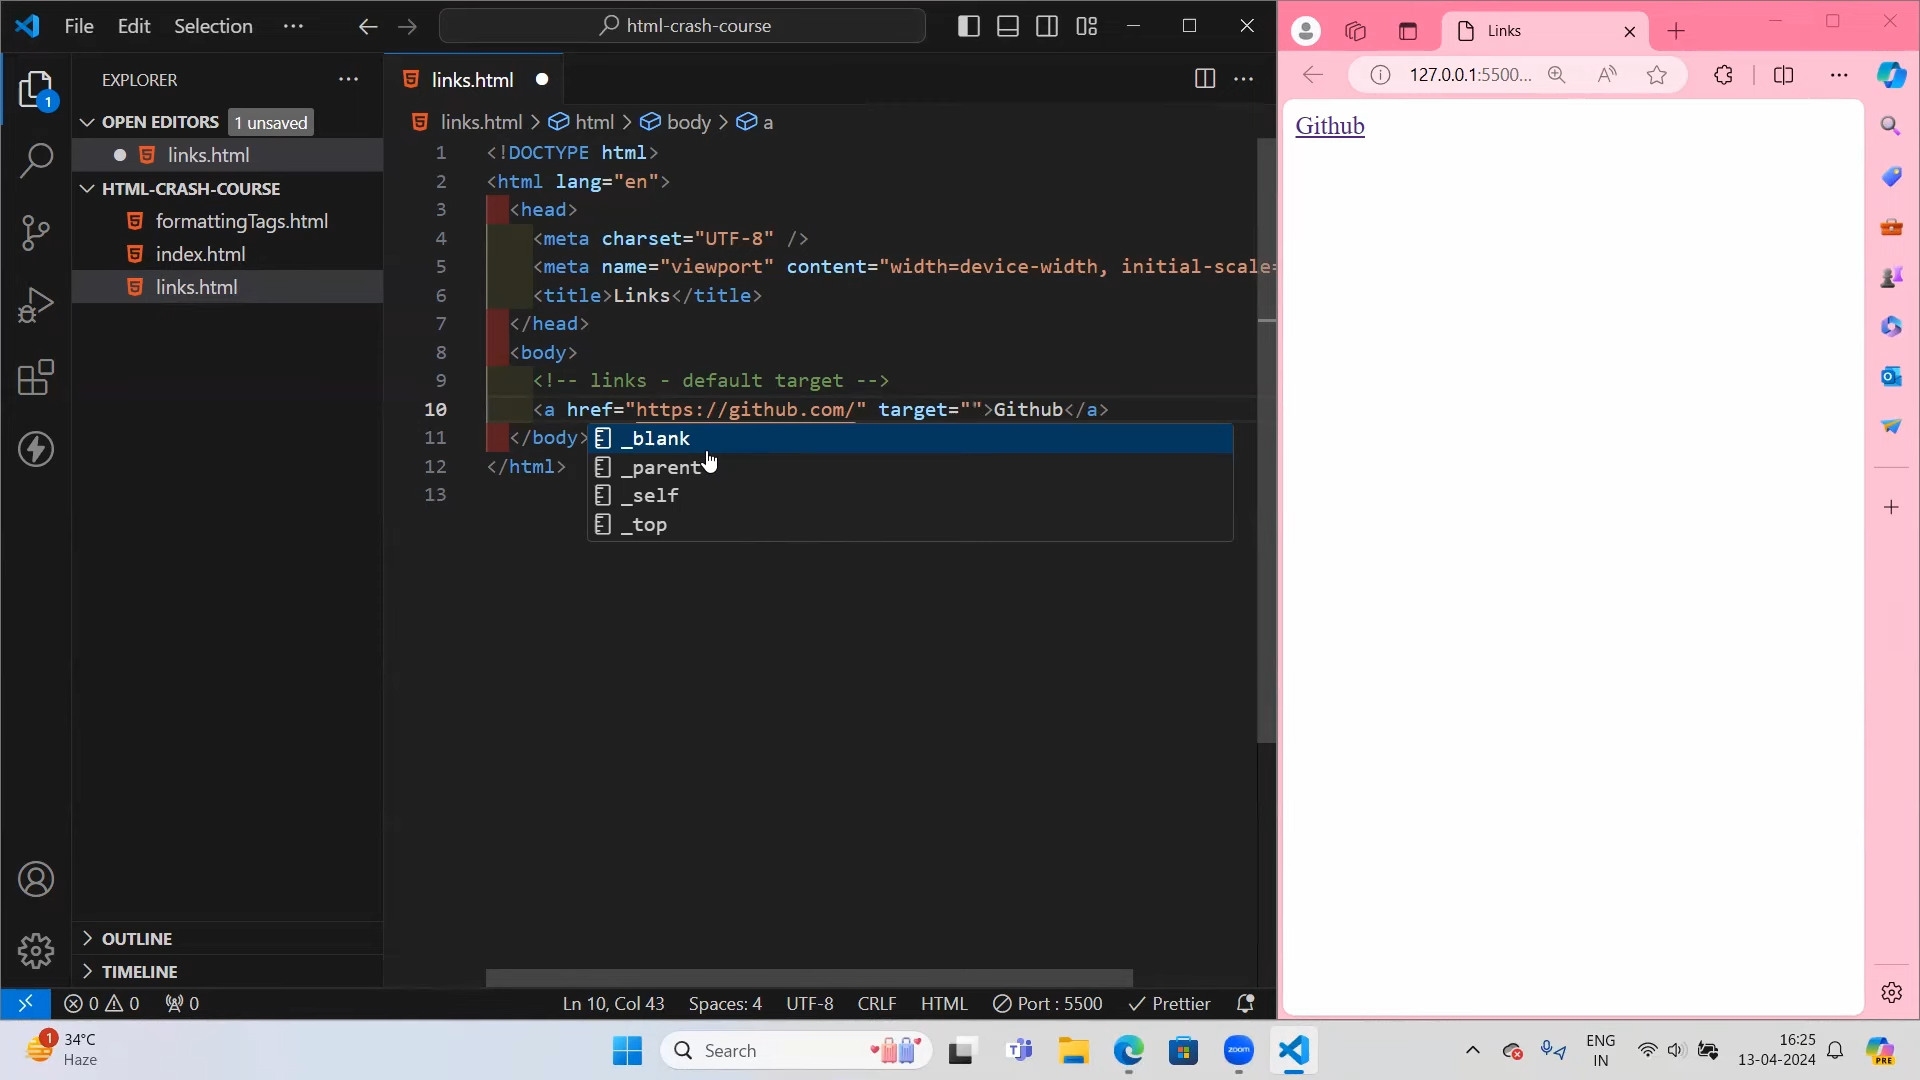 File Edit Selection ···
html-crash-course
EXPLORER
OPEN EDITORS 1 unsaved
links.html
HTML-CRASH-COURSE
formattingTags.html
index.html
links.html
OUTLINE
TIMELINE
links.html
links.html > html > body > a
1 <!DOCTYPE html>
2 <html lang="en">
3 <head>
4 <meta charset="UTF-8" />
5 <meta name="viewport" content="width=device-width, initial-scale=
6 <title>Links</title>
7 </head>
8 <body>
9 <!-- links - default target -->
10 <a href="https://github.com/" target="">Github</a>
11 </body>
12 </html>
13
_blank
_parent
_self
_top
0 0 0
Ln 10, Col 43 Spaces: 4 UTF-8 CRLF HTML Port : 5500 Prettier
Links
127.0.0.1:5500...
Github
1
1
34°C
Haze
Search
zoom
ENG
IN
16:25
13-04-2024
PRE